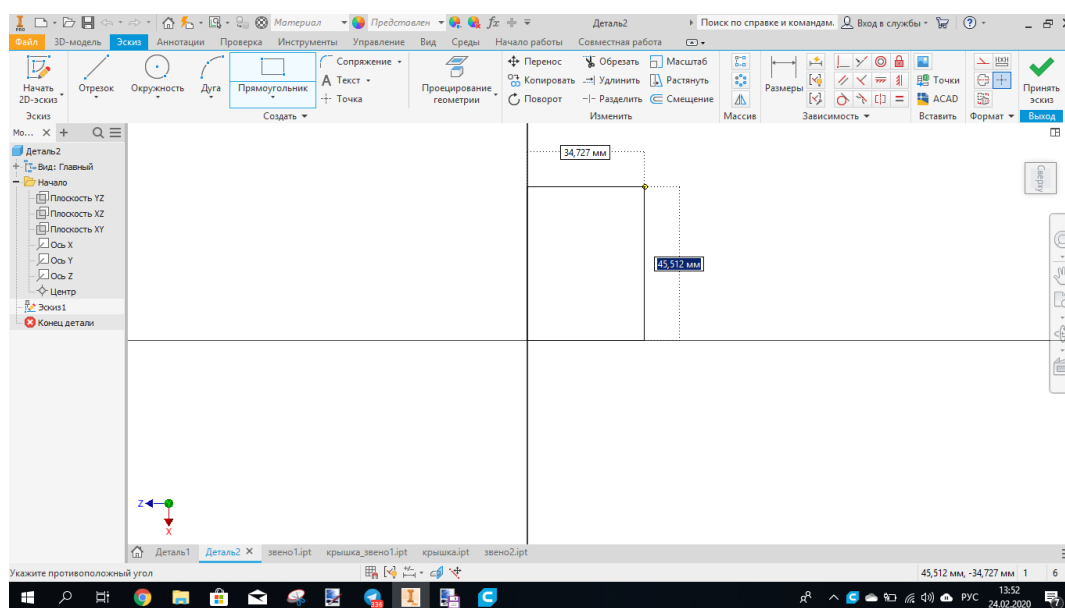 PRO Материал Представлен fx Деталь2 Поиск по справке и командам. Вход в службы
Файл 3D-модель Эскиз Аннотации Проверка Инструменты Управление Вид Среды Начало работы Совместная работа
Начать 2D-эскиз
Отрезок
Окружность
Дуга
Прямоугольник
Сопряжение
A Текст
Точка
Проецирование геометрии
Перенос
Копировать
Поворот
Обрезать
Удлинить
Разделить
Масштаб
Растянуть
Смещение
Размеры
Точки
ACAD
Принять эскиз
Эскиз Создать Изменить Массив Зависимость Вставить Формат Выход
Мо... X +
Деталь2
Вид: Главный
Начало
Плоскость YZ
Плоскость XZ
Плоскость XY
Ось X
Ось Y
Ось Z
Центр
Эскиз1
Конец детали
34,727 мм
45,512 мм
Сверху
Z
X
Деталь1 Деталь2 X звено1.ipt крышка_звено1.ipt крышка.ipt звено2.ipt
Укажите противоположный угол 45,512 мм, -34,727 мм 1 6
336 РУС 13:52
24.02.2020 7